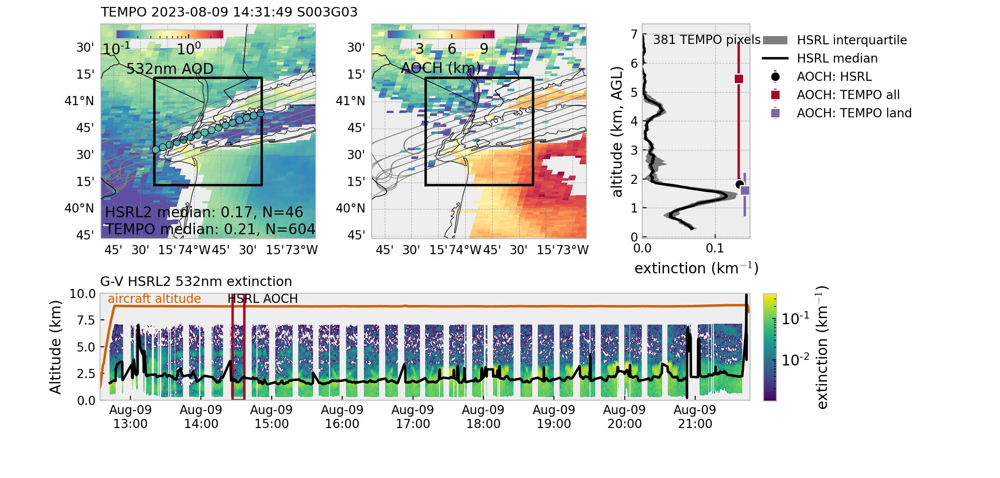 TEMPO 2023-08-09 14:31:49 S003G03
10-1 100
532nm AOD
30'
15'
41°N
45'
30'
15'
40°N
45'
HSRL2 median: 0.17, N=46
TEMPO median: 0.21, N=604
45' 30' 15' 74°W 45' 30' 15' 73°W
3 6 9
AOCH (km)
30'
15'
41°N
45'
30'
15'
40°N
45'
45' 30' 15' 74°W 45' 30' 15' 73°W
381 TEMPO pixels
altitude (km, AGL)
7
6
5
4
3
2
1
0
0.0 0.1
extinction (km−1)
HSRL interquartile
HSRL median
AOCH: HSRL
AOCH: TEMPO all
AOCH: TEMPO land
G-V HSRL2 532nm extinction
aircraft altitude HSRL AOCH
Altitude (km)
10.0
7.5
5.0
2.5
0.0
Aug-09 Aug-09 Aug-09 Aug-09 Aug-09 Aug-09 Aug-09 Aug-09 Aug-09
13:00 14:00 15:00 16:00 17:00 18:00 19:00 20:00 21:00
10-1
10-2
extinction (km−1)